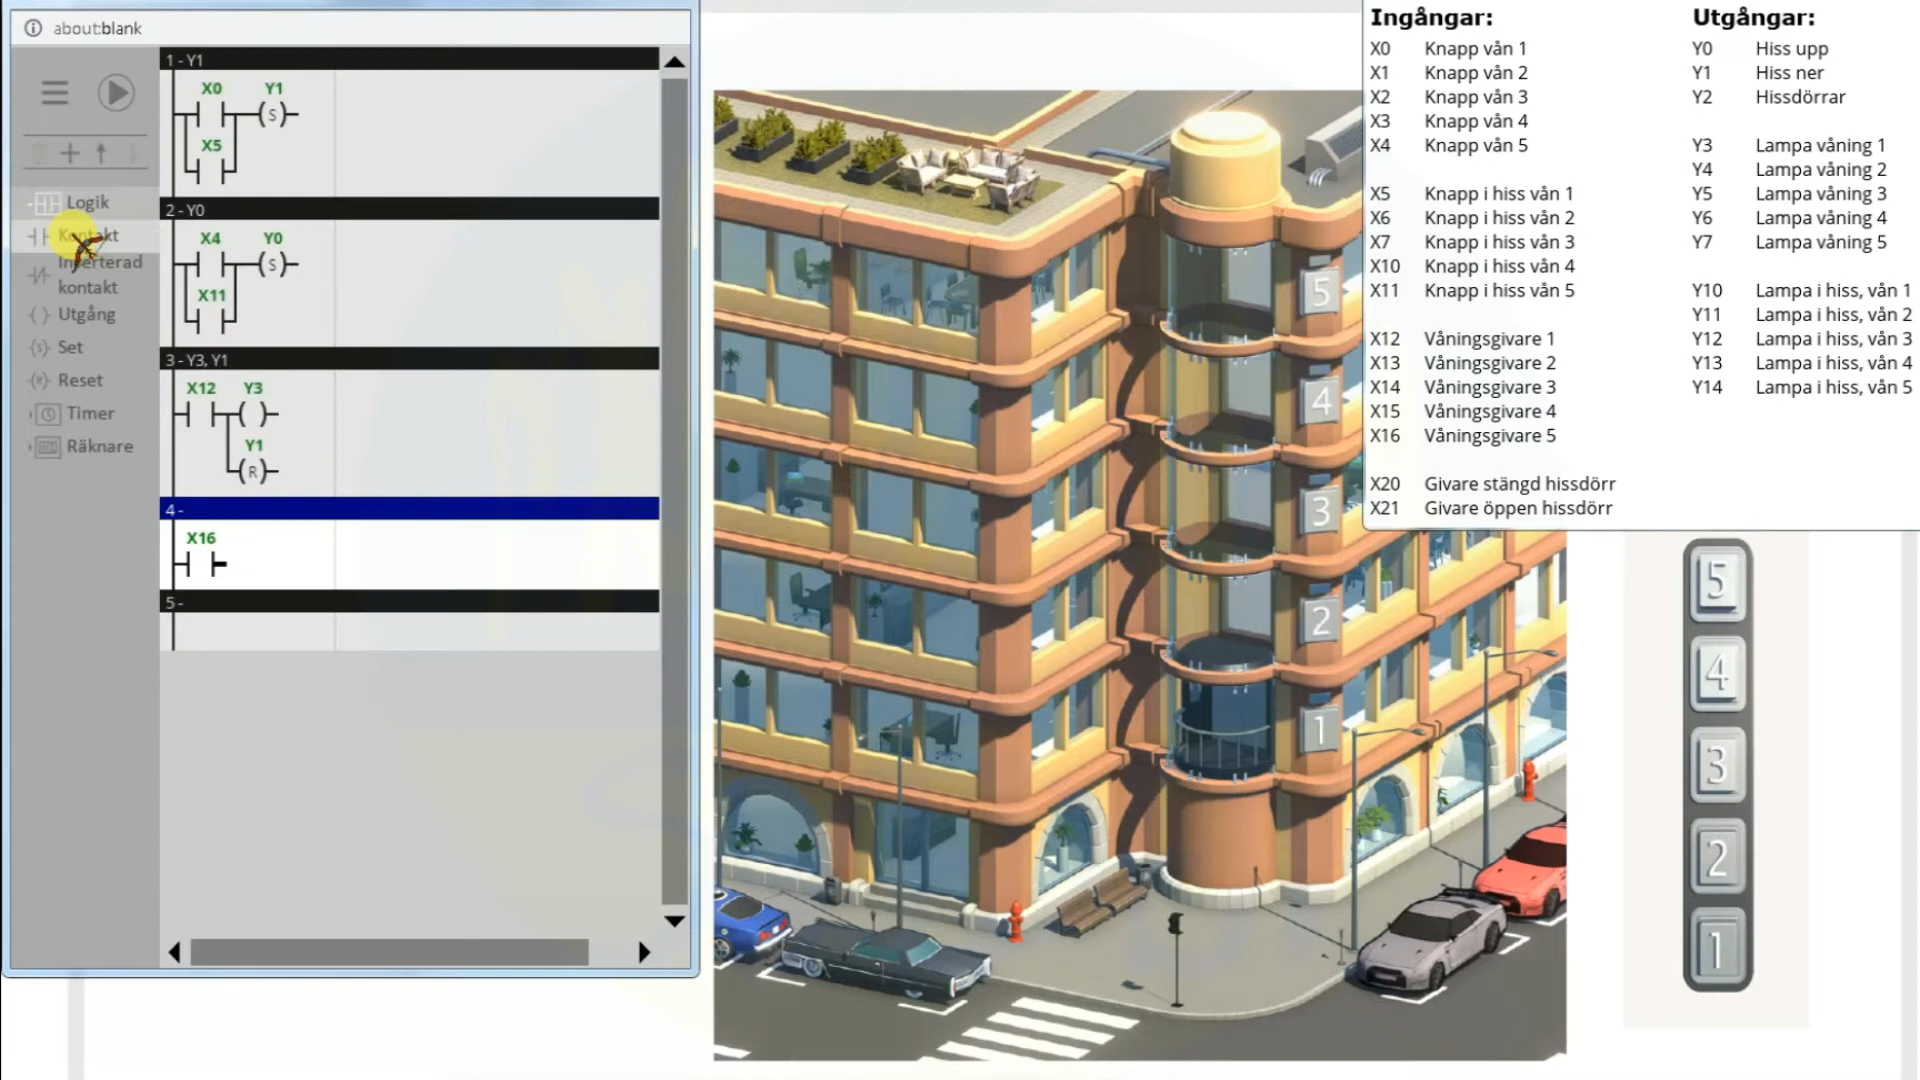 about:blank
1 - Y1
X0 Y1
S
X5
2 - Y0
X4 Y0
S
X11
3 - Y3, Y1
X12 Y3
Y1
R
4 -
X16
5 -
Logik
Kontakt
Inverterad
kontakt
Utgång
Set
Reset
Timer
Räknare
5
4
3
2
1
Ingångar:
X0 Knapp vån 1
X1 Knapp vån 2
X2 Knapp vån 3
X3 Knapp vån 4
X4 Knapp vån 5
X5 Knapp i hiss vån 1
X6 Knapp i hiss vån 2
X7 Knapp i hiss vån 3
X10 Knapp i hiss vån 4
X11 Knapp i hiss vån 5
X12 Våningsgivare 1
X13 Våningsgivare 2
X14 Våningsgivare 3
X15 Våningsgivare 4
X16 Våningsgivare 5
X20 Givare stängd hissdörr
X21 Givare öppen hissdörr
Utgångar:
Y0 Hiss upp
Y1 Hiss ner
Y2 Hissdörrar
Y3 Lampa våning 1
Y4 Lampa våning 2
Y5 Lampa våning 3
Y6 Lampa våning 4
Y7 Lampa våning 5
Y10 Lampa i hiss, vån 1
Y11 Lampa i hiss, vån 2
Y12 Lampa i hiss, vån 3
Y13 Lampa i hiss, vån 4
Y14 Lampa i hiss, vån 5
5
4
3
2
1